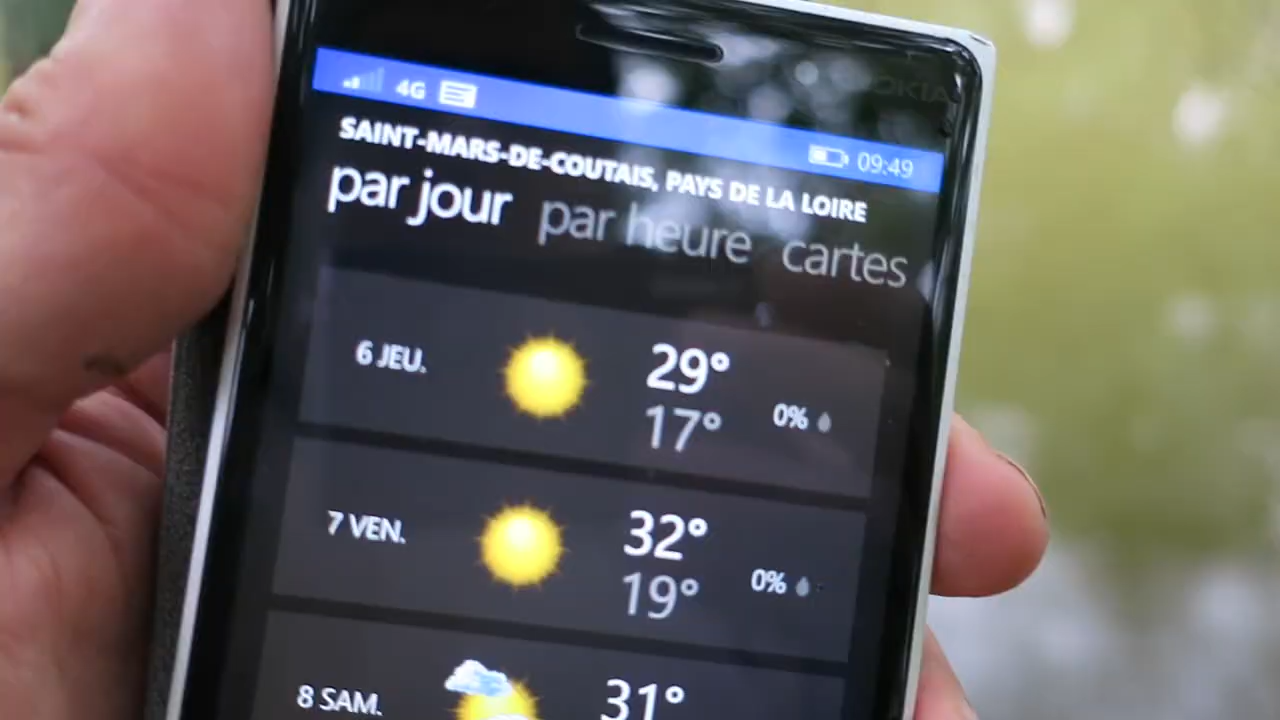 NOKIA
4G
09:49
SAINT-MARS-DE-COUTAIS, PAYS DE LA LOIRE
par jour par heure cartes
6 JEU. 29° 17° 0%
7 VEN. 32° 19° 0%
8 SAM. 31°